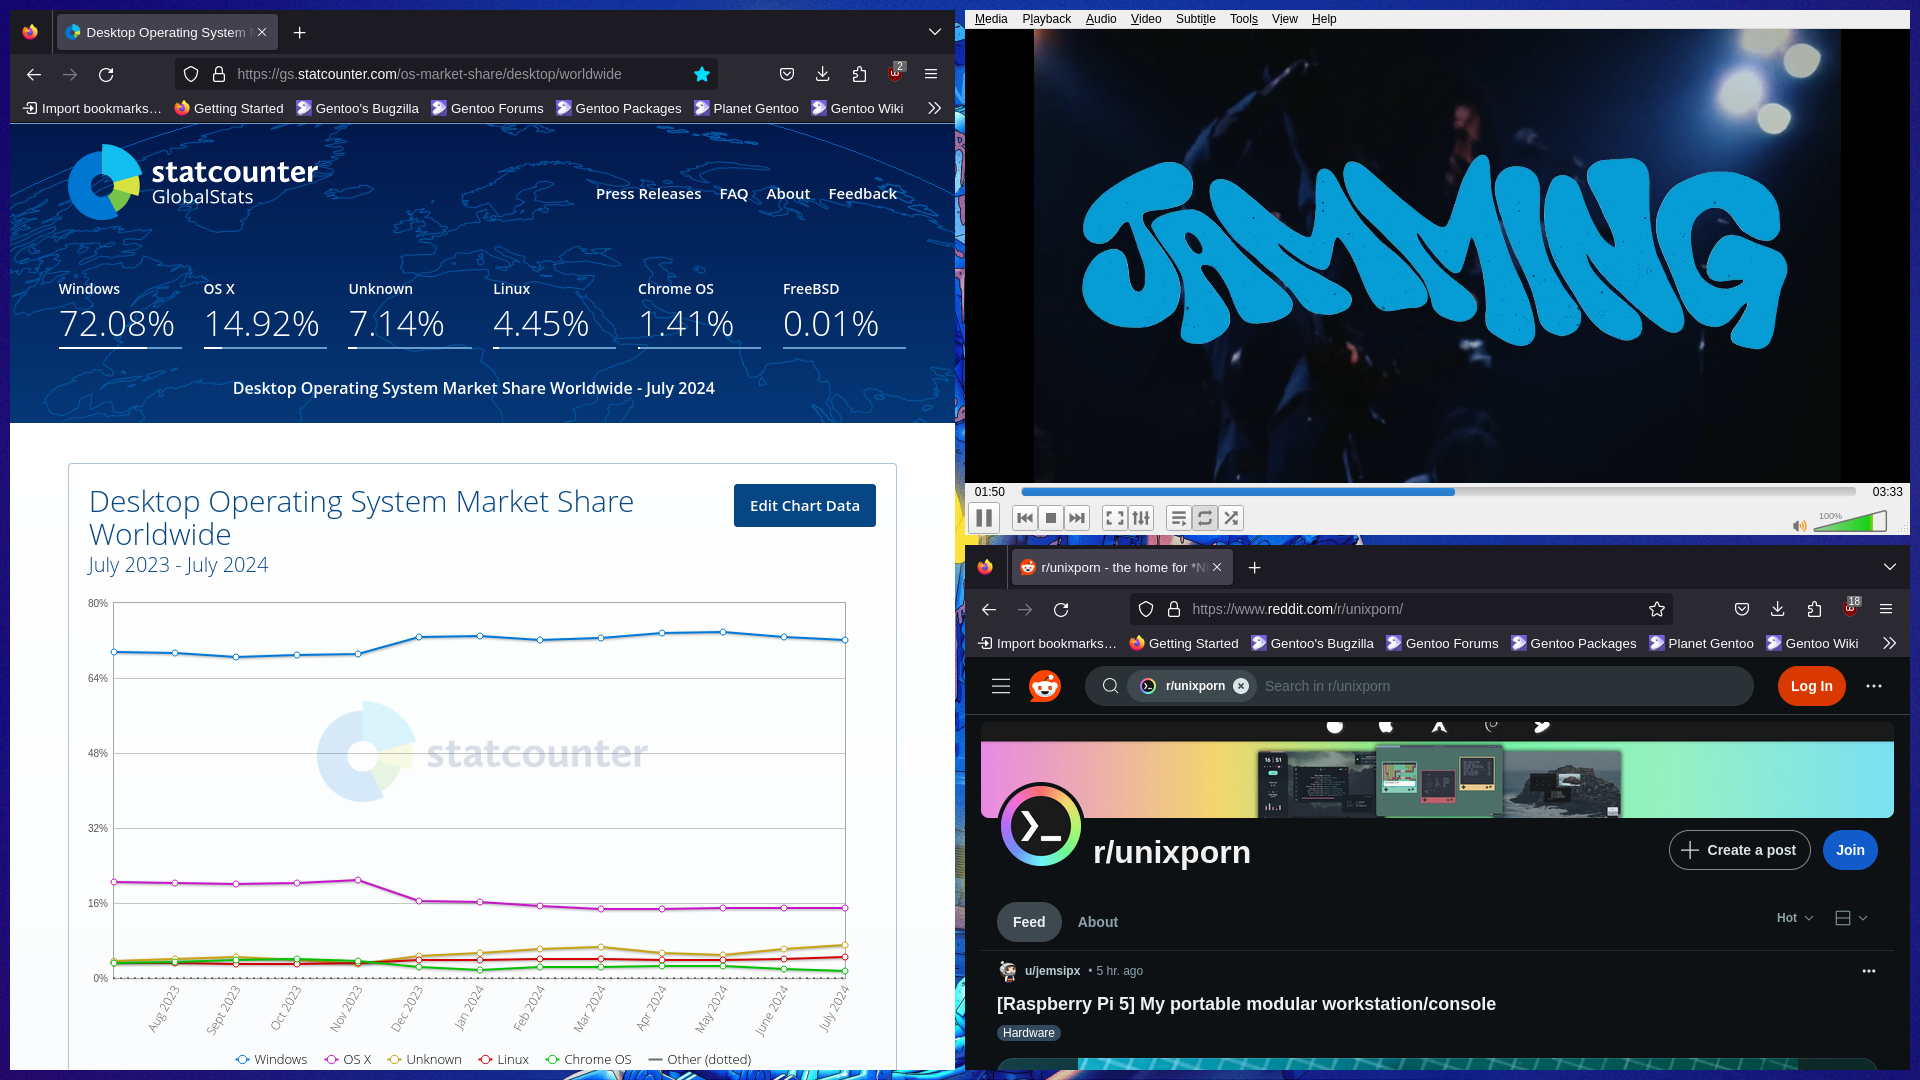 Desktop Operating System
https://gs.statcounter.com/os-market-share/desktop/worldwide
2
Import bookmarks… Getting Started Gentoo's Bugzilla Gentoo Forums Gentoo Packages Planet Gentoo Gentoo Wiki
statcounter
GlobalStats
Press Releases FAQ About Feedback
Windows OS X Unknown Linux Chrome OS FreeBSD
72.08% 14.92% 7.14% 4.45% 1.41% 0.01%
Desktop Operating System Market Share Worldwide - July 2024
Desktop Operating System Market Share
Worldwide
Edit Chart Data
July 2023 - July 2024
80%
64%
48%
32%
16%
0%
statcounter
Aug 2023 Sept 2023 Oct 2023 Nov 2023 Dec 2023 Jan 2024 Feb 2024 Mar 2024 Apr 2024 May 2024 June 2024 July 2024
Windows OS X Unknown Linux Chrome OS Other (dotted)
Media Playback Audio Video Subtitle Tools View Help
JAMMING
01:50 03:33
100%
r/unixporn - the home for *NI
https://www.reddit.com/r/unixporn/
18
Import bookmarks… Getting Started Gentoo's Bugzilla Gentoo Forums Gentoo Packages Planet Gentoo Gentoo Wiki
r/unixporn Search in r/unixporn
Log In
16 51
r/unixporn
Create a post
Join
Feed About
Hot
u/jemsipx • 5 hr. ago
[Raspberry Pi 5] My portable modular workstation/console
Hardware